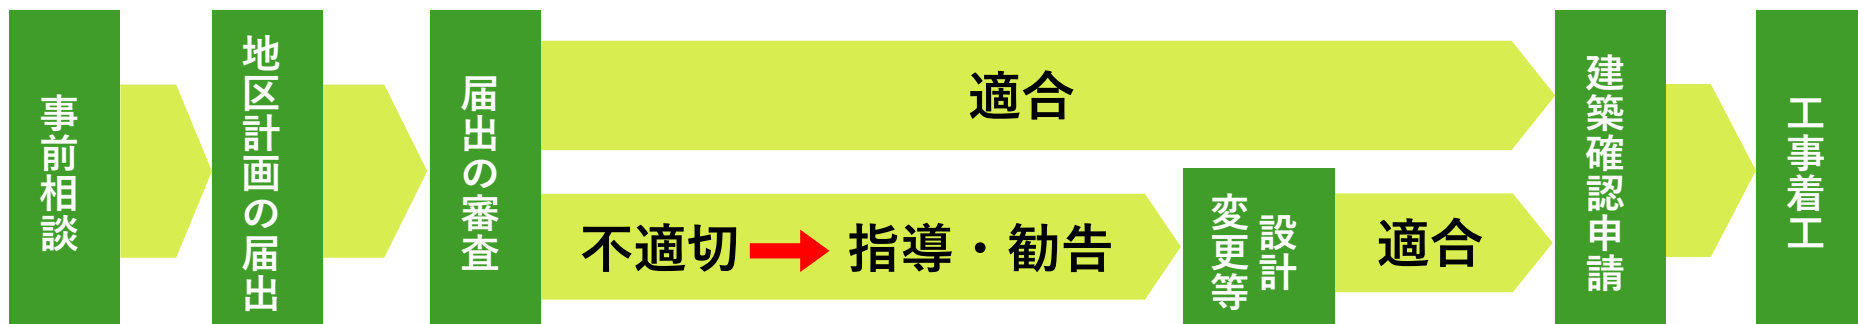 事前相談
地区計画の届出
届出の審査
適合
不適切
指導・勧告
設計
変更等
適合
建築確認申請
工事着工